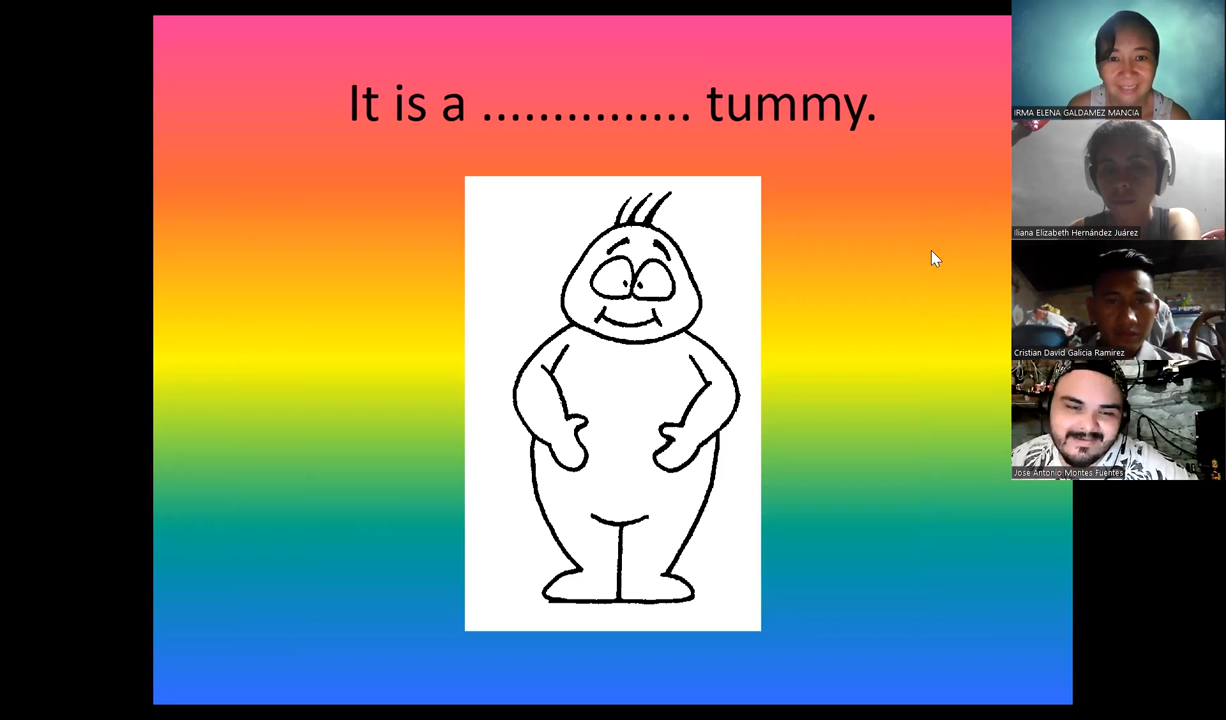 It is a ............... tummy.
IRMA ELENA GALDAMEZ MANCIA
Iliana Elizabeth Hernández Juárez
Cristian David Galicia Ramirez
Jose Antonio Montes Fuentes